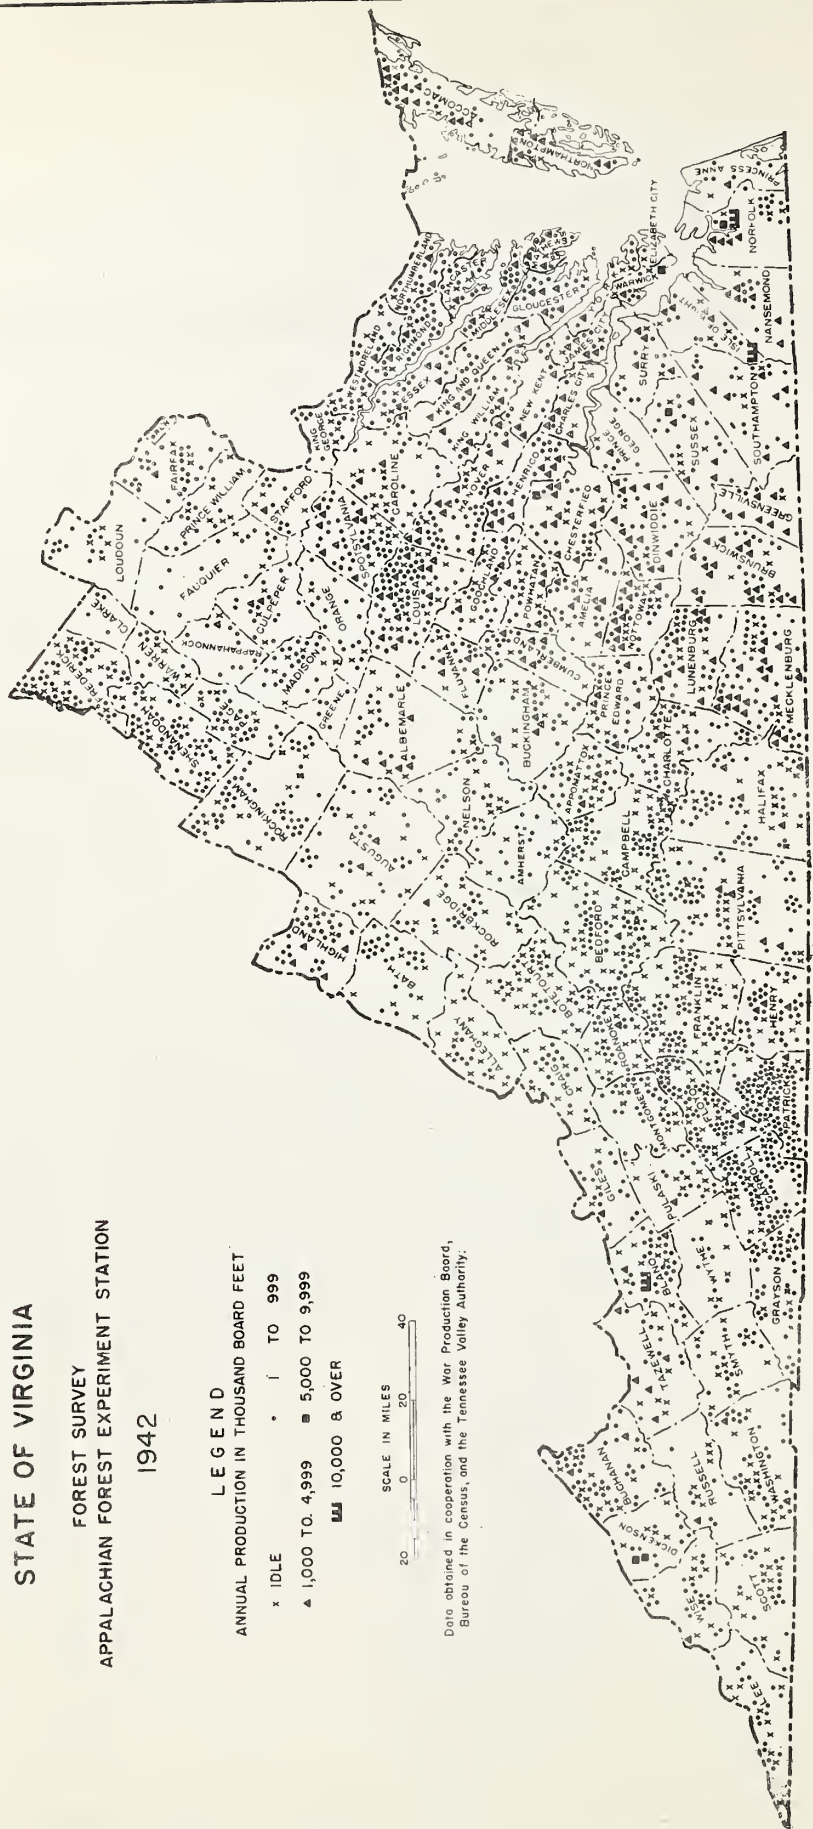 STATE OF VIRGINIA
FOREST SURVEY
APPALACHIAN FOREST EXPERIMENT STATION
1942
LEGEND
ANNUAL PRODUCTION IN THOUSAND BOARD FEET
x IDLE • 1 TO 999
▲ 1,000 TO. 4,999 ■ 5,000 TO 9,999
10,000 & OVER
SCALE IN MILES
20 0 20 40
Data obtained in cooperation with the War Production Board,
Bureau of the Census, and the Tennessee Valley Authority.
LEE
WISE
SCOTT
DICKENSON
BUCHANAN
RUSSELL
WASHINGTON
TAZEWELL
SMYTH
BLAND
WYTHE
GRAYSON
GILES
PULASKI
CARROLL
MONTGOMERY
FLOYD
PATRICK
CRAIG
ROANOKE
FRANKLIN
HENRY
ALLEGHANY
BOTETOURT
BEDFORD
PITTSYLVANIA
HIGHLAND
BATH
ROCKBRIDGE
AMHERST
CAMPBELL
HALIFAX
AUGUSTA
NELSON
APPOMATTOX
CHARLOTTE
ROCKINGHAM
ALBEMARLE
BUCKINGHAM
PRINCE
EDWARD
LUNENBURG
MECKLENBURG
SHENANDOAH
PAGE
GREENE
MADISON
FLUVANNA
CUMBERLAND
FREDERICK
WARREN
CLARKE
RAPPAHANNOCK
CULPEPER
ORANGE
LOUISA
GOOCHLAND
POWHATAN
AMELIA
NOTTOWAY
DINWIDDIE
BRUNSWICK
GREENSVILLE
LOUDOUN
FAUQUIER
FAIRFAX
PRINCE WILLIAM
STAFFORD
SPOTSYLVANIA
CAROLINE
HANOVER
HENRICO
CHESTERFIELD
PRINCE
GEORGE
SUSSEX
SOUTHAMPTON
KING
GEORGE
WESTMORELAND
RICHMOND
ESSEX
NORTHUMBERLAND
LANCASTER
KING AND QUEEN
KING WILLIAM
NEW KENT
CHARLES CITY
JAMES CITY
MIDDLESEX
GLOUCESTER
MATHEWS
YORK
WARWICK
ELIZABETH CITY
SURRY
ISLE OF WIGHT
NANSEMOND
NORFOLK
PRINCESS ANNE
ACCOMAC
NORTHAMPTON